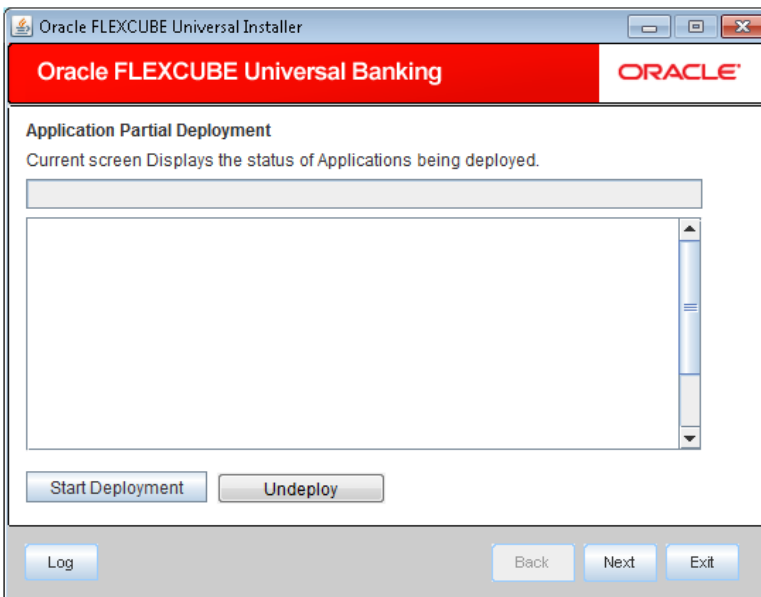 Oracle FLEXCUBE Universal Installer
Oracle FLEXCUBE Universal Banking
ORACLE
Application Partial Deployment
Current screen Displays the status of Applications being deployed.
Start Deployment Undeploy
Log Back Next Exit